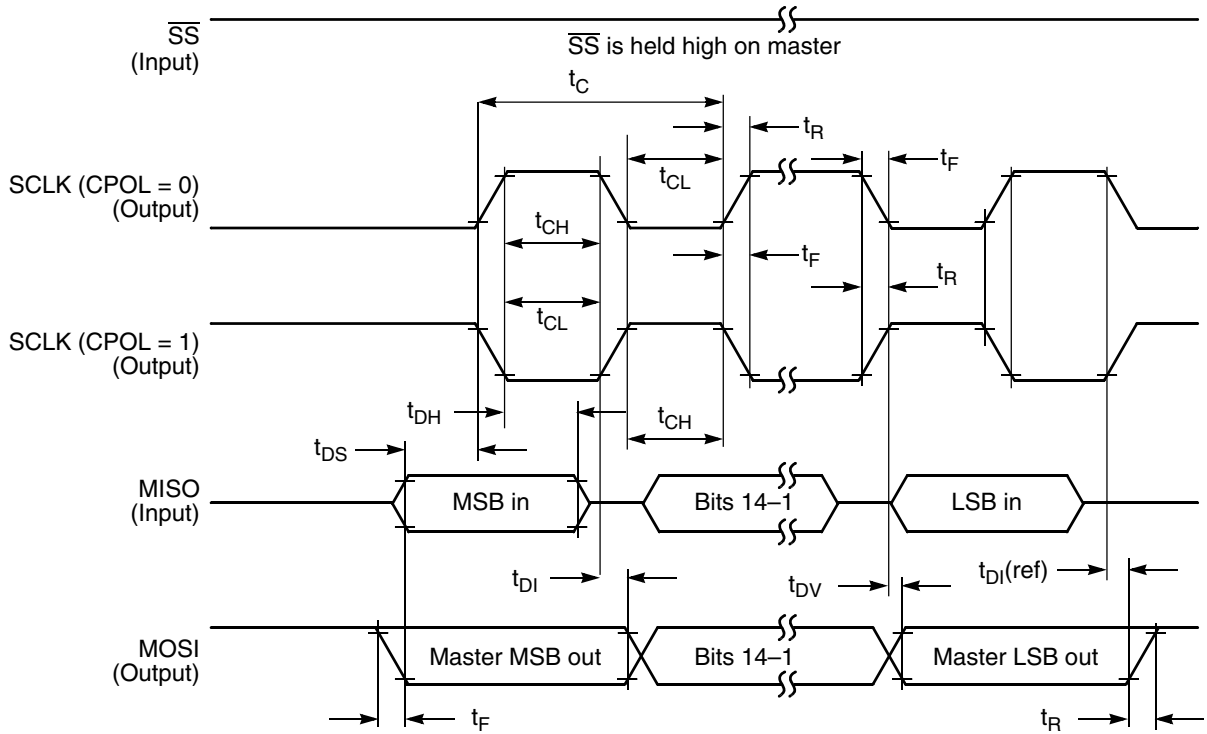 SS
(Input)
SS is held high on master
tC
tR
tCL
tF
SCLK (CPOL = 0)
(Output)
tCH
tF
tR
tCL
SCLK (CPOL = 1)
(Output)
tDH
tCH
tDS
MISO
(Input)
MSB in
Bits 14–1
LSB in
tDI
tDV
tDI(ref)
MOSI
(Output)
Master MSB out
Bits 14–1
Master LSB out
tF
tR